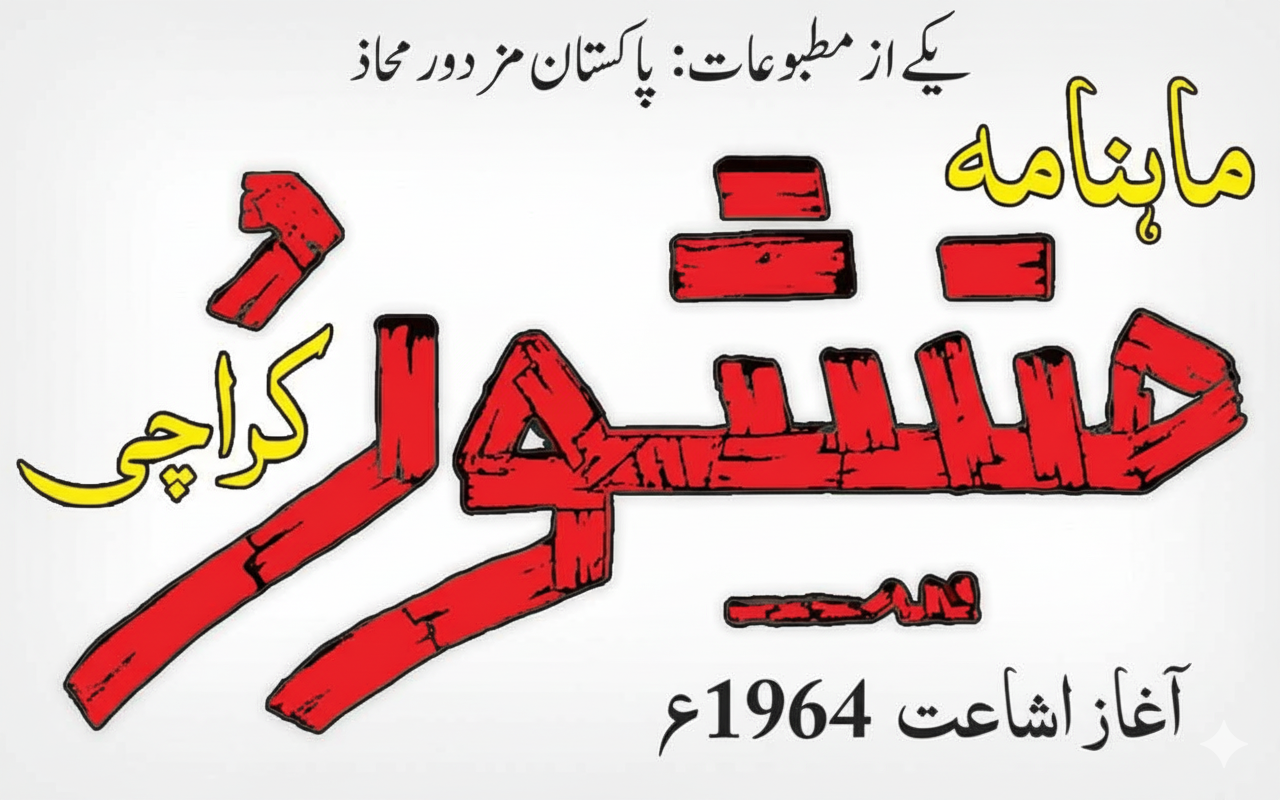 یکے از مطبوعات: پاکستان مزدور محاذ
ماہنامہ
منشور
کراچی
آغاز اشاعت 1964ء